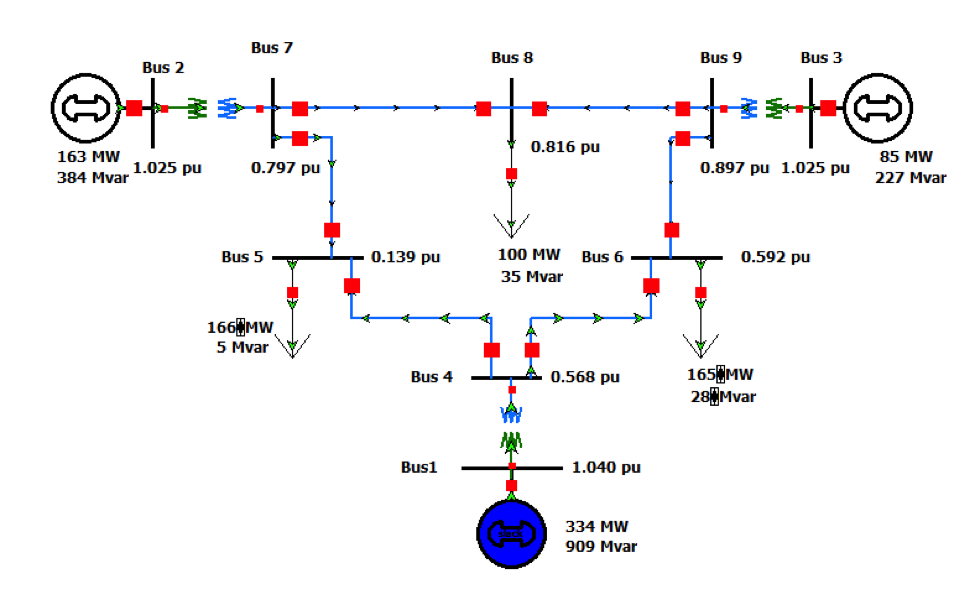 Bus 7
Bus 8
Bus 9
Bus 3
Bus 2
163 MW
384 Mvar
1.025 pu
0.797 pu
0.816 pu
0.897 pu
1.025 pu
85 MW
227 Mvar
Bus 5
0.139 pu
100 MW
35 Mvar
Bus 6
0.592 pu
166 MW
5 Mvar
Bus 4
0.568 pu
165 MW
28 Mvar
Bus1
1.040 pu
slack
334 MW
909 Mvar